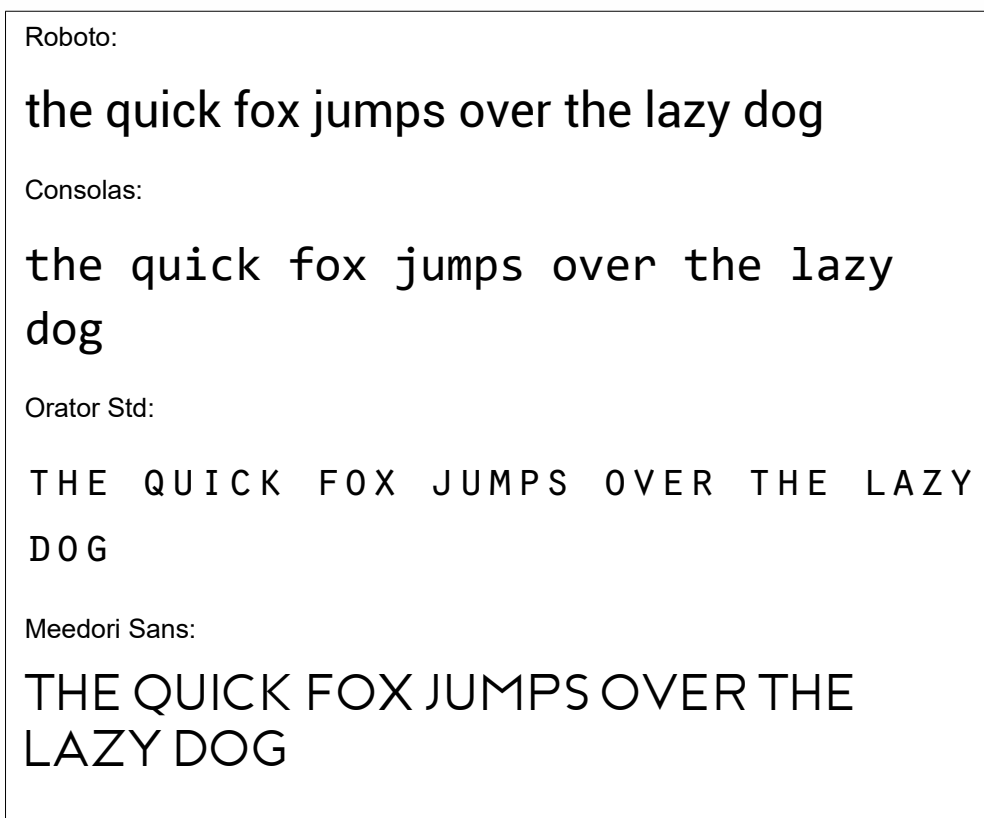 Roboto:
the quick fox jumps over the lazy dog
Consolas:
the quick fox jumps over the lazy
dog
Orator Std:
THE QUICK FOX JUMPS OVER THE LAZY
DOG
Meedori Sans:
THE QUICK FOX JUMPS OVER THE
LAZY DOG